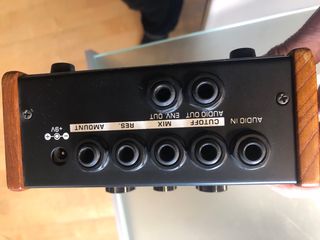 AUDIO IN
AUDIO OUT
ENV. OUT
CUTOFF
MIX
RES.
AMOUNT
+9V